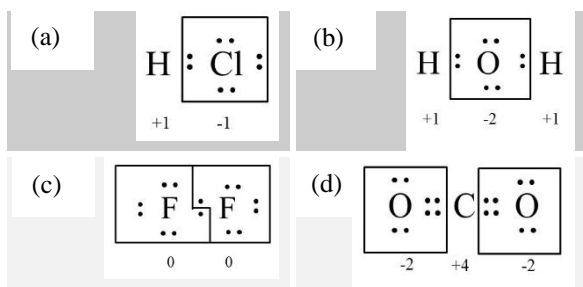 (a)
H : Cl :
+1 -1
(b)
H : O : H
+1 -2 +1
(c)
: F : F :
0 0
(d)
O :: C :: O
-2 +4 -2